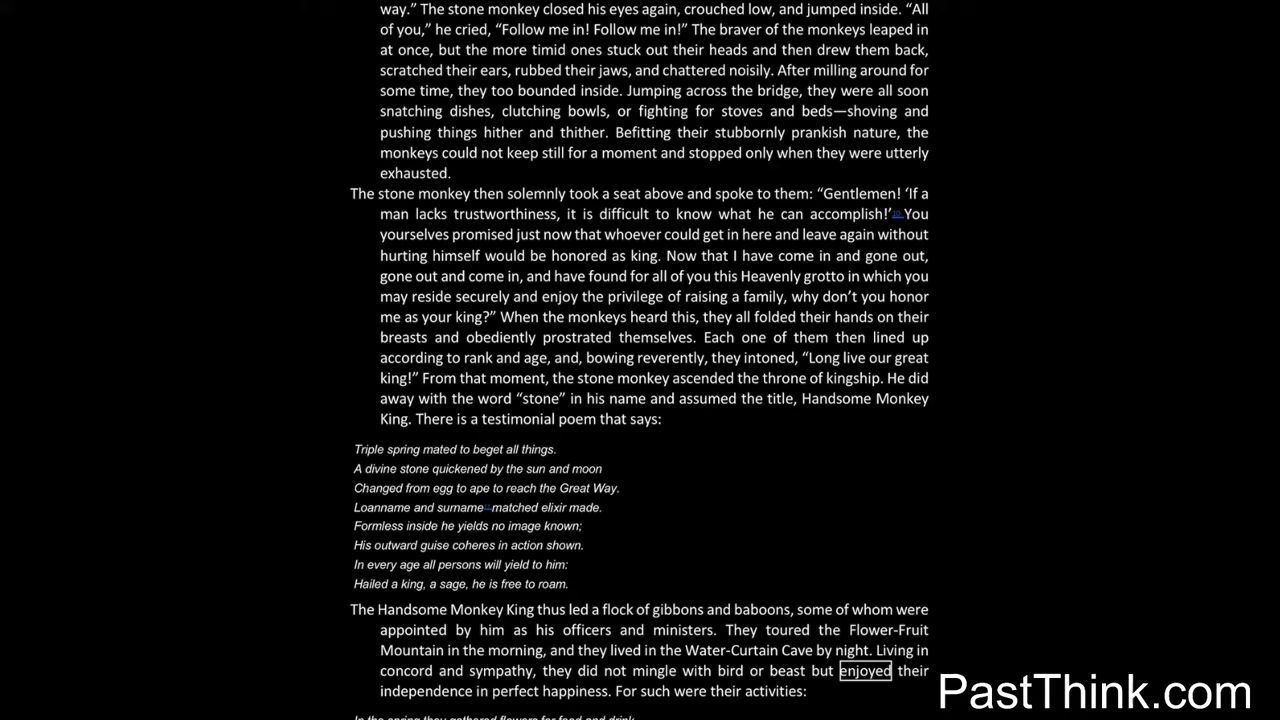 way.” The stone monkey closed his eyes again, crouched low, and jumped inside. “All
of you,” he cried, “Follow me in! Follow me in!” The braver of the monkeys leaped in
at once, but the more timid ones stuck out their heads and then drew them back,
scratched their ears, rubbed their jaws, and chattered noisily. After milling around for
some time, they too bounded inside. Jumping across the bridge, they were all soon
snatching dishes, clutching bowls, or fighting for stoves and beds—shoving and
pushing things hither and thither. Befitting their stubbornly prankish nature, the
monkeys could not keep still for a moment and stopped only when they were utterly
exhausted.
The stone monkey then solemnly took a seat above and spoke to them: “Gentlemen! ‘If a
man lacks trustworthiness, it is difficult to know what he can accomplish!’ You
yourselves promised just now that whoever could get in here and leave again without
hurting himself would be honored as king. Now that I have come in and gone out,
gone out and come in, and have found for all of you this Heavenly grotto in which you
may reside securely and enjoy the privilege of raising a family, why don’t you honor
me as your king?” When the monkeys heard this, they all folded their hands on their
breasts and obediently prostrated themselves. Each one of them then lined up
according to rank and age, and, bowing reverently, they intoned, “Long live our great
king!” From that moment, the stone monkey ascended the throne of kingship. He did
away with the word “stone” in his name and assumed the title, Handsome Monkey
King. There is a testimonial poem that says:
Triple spring mated to beget all things.
A divine stone quickened by the sun and moon
Changed from egg to ape to reach the Great Way.
Loanname and surname matched elixir made.
Formless inside he yields no image known;
His outward guise coheres in action shown.
In every age all persons will yield to him:
Hailed a king, a sage, he is free to roam.
The Handsome Monkey King thus led a flock of gibbons and baboons, some of whom were
appointed by him as his officers and ministers. They toured the Flower-Fruit
Mountain in the morning, and they lived in the Water-Curtain Cave by night. Living in
concord and sympathy, they did not mingle with bird or beast but enjoyed their
independence in perfect happiness. For such were their activities:
In the spring they gathered flowers for food and drink.
PastThink.com